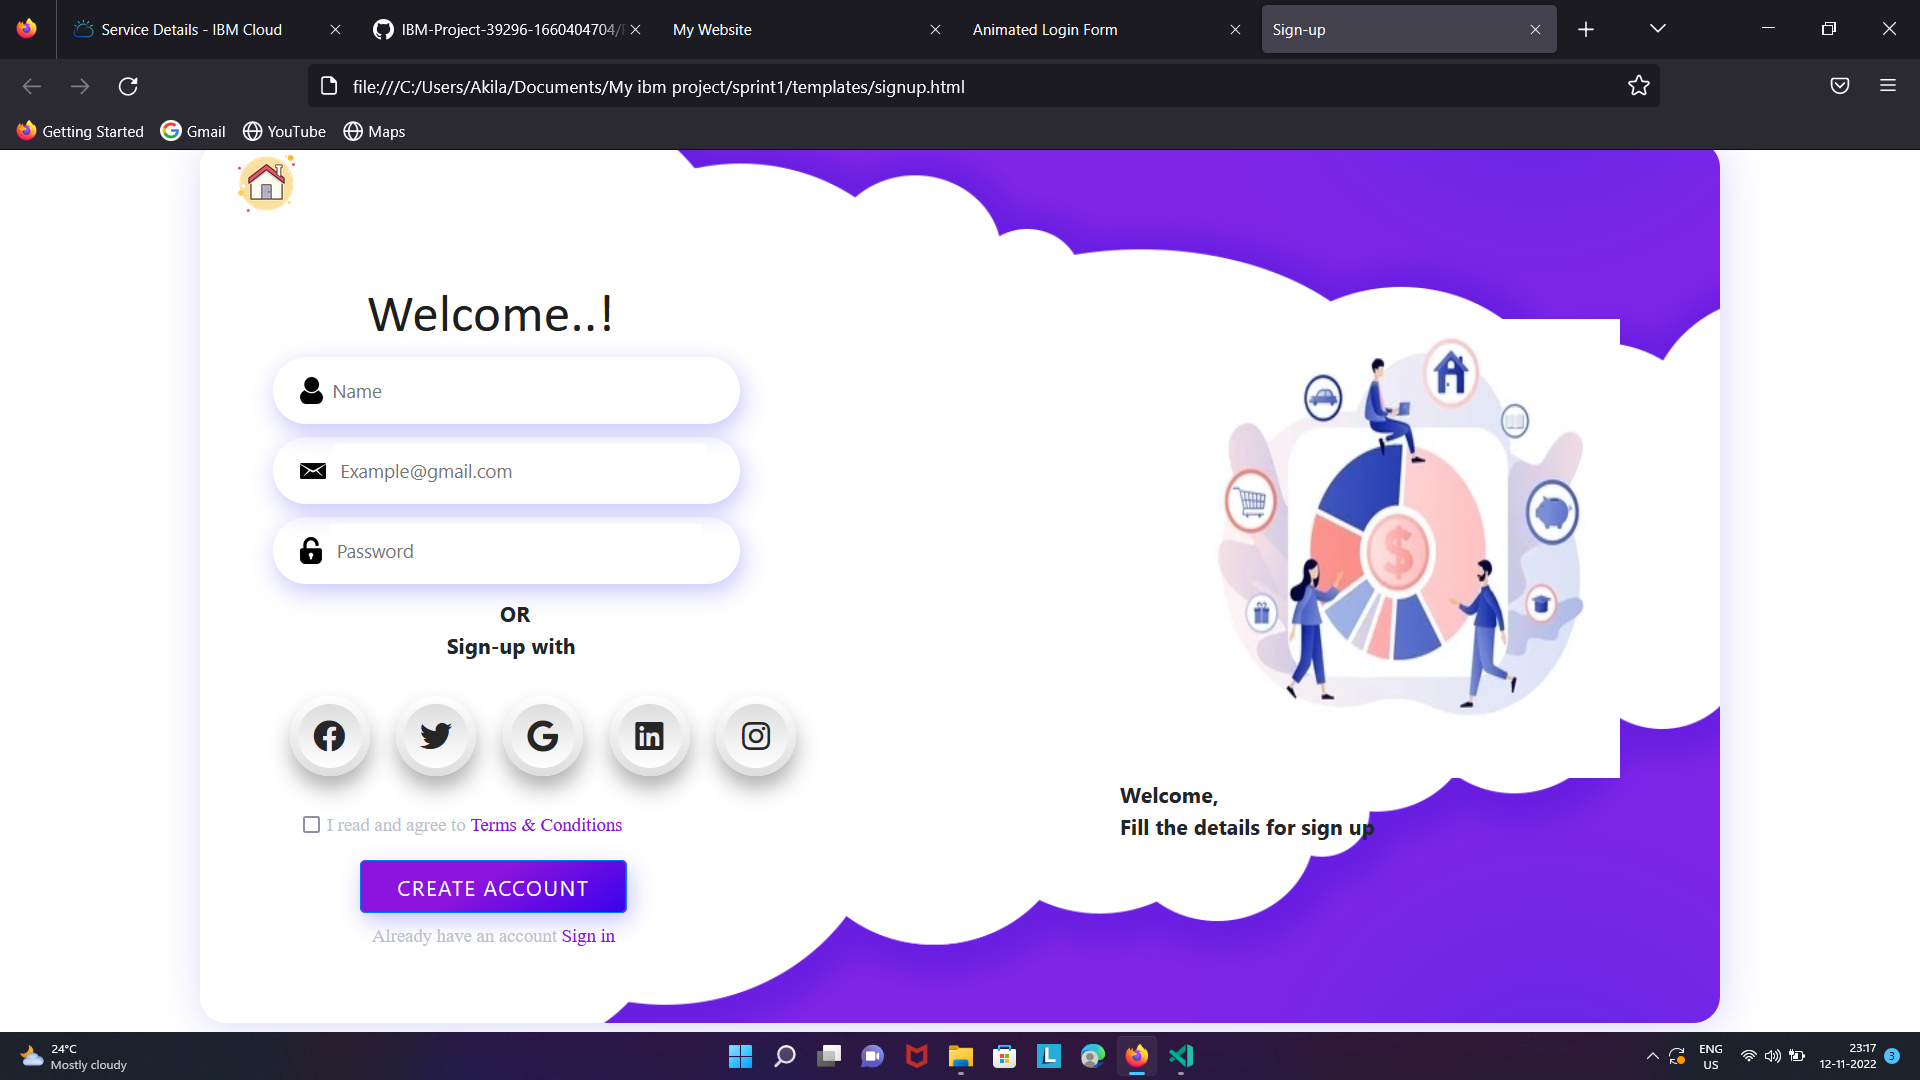 Service Details - IBM Cloud
IBM-Project-39296-1660404704/
My Website
Animated Login Form
Sign-up
file:///C:/Users/Akila/Documents/My ibm project/sprint1/templates/signup.html
Getting Started
Gmail
YouTube
Maps
Welcome..!
Name
Example@gmail.com
Password
OR
Sign-up with
I read and agree to Terms & Conditions
CREATE ACCOUNT
Already have an account Sign in
Welcome,
Fill the details for sign up
24°C
Mostly cloudy
ENG
US
23:17
12-11-2022
3